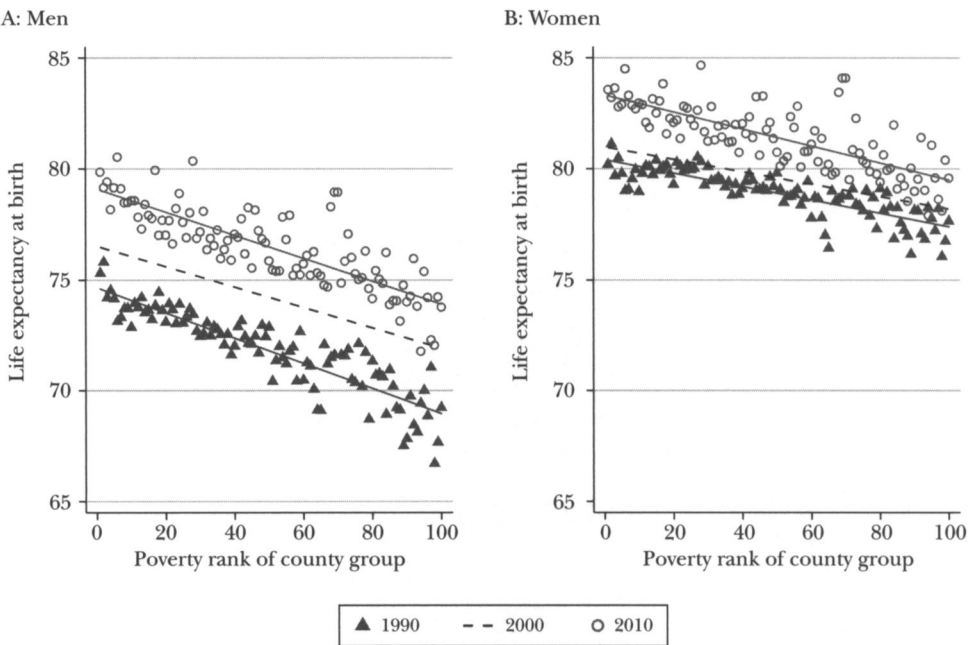 A: Men
85
80
75
70
65
Life expectancy at birth
0 20 40 60 80 100
Poverty rank of county group
B: Women
85
80
75
70
65
Life expectancy at birth
0 20 40 60 80 100
Poverty rank of county group
1990 2000 2010